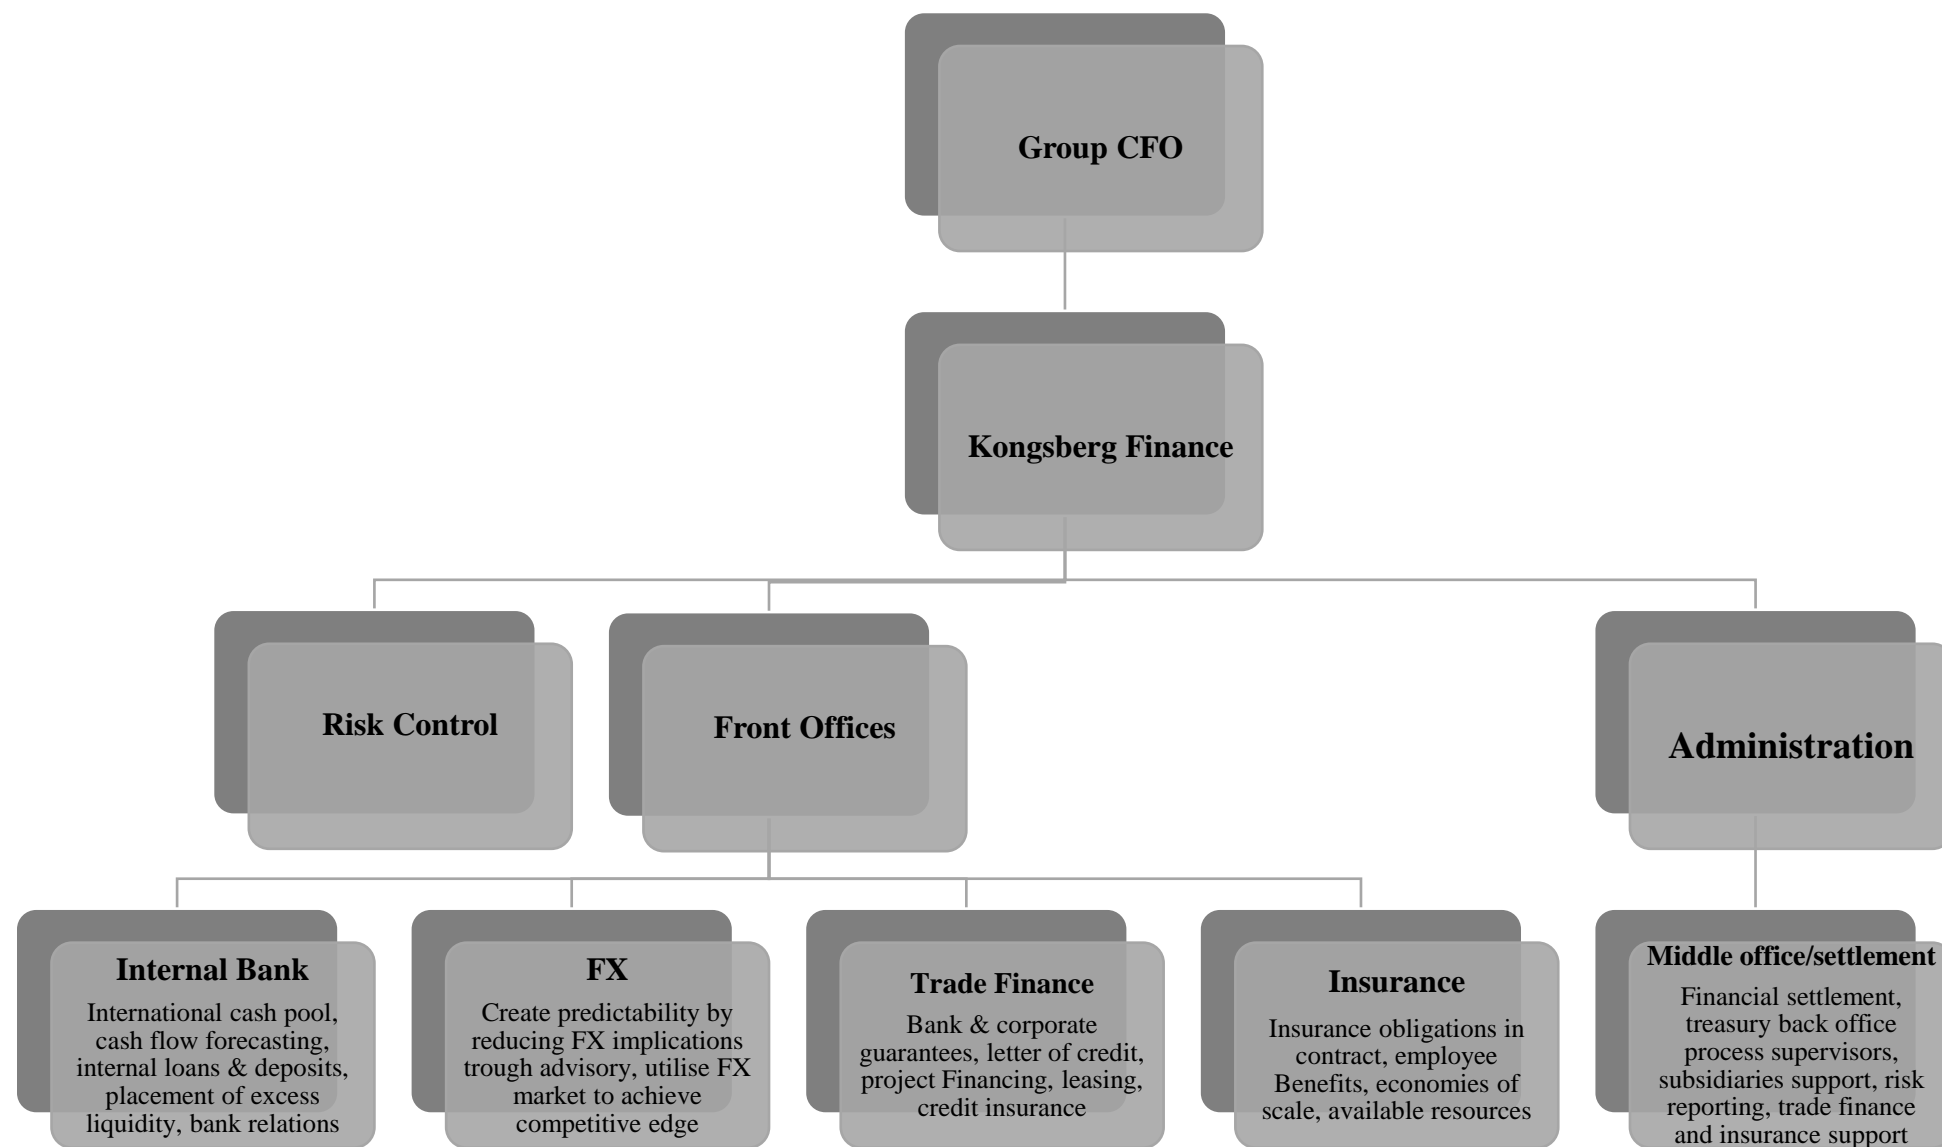 Group CFO
Kongsberg Finance
Risk Control
Front Offices
Administration
Internal Bank
International cash pool,
cash flow forecasting,
internal loans & deposits,
placement of excess
liquidity, bank relations
FX
Create predictability by
reducing FX implications
trough advisory, utilise FX
market to achieve
competitive edge
Trade Finance
Bank & corporate
guarantees, letter of credit,
project Financing, leasing,
credit insurance
Insurance
Insurance obligations in
contract, employee
Benefits, economies of
scale, available resources
Middle office/settlement
Financial settlement,
treasury back office
process supervisors,
subsidiaries support, risk
reporting, trade finance
and insurance support